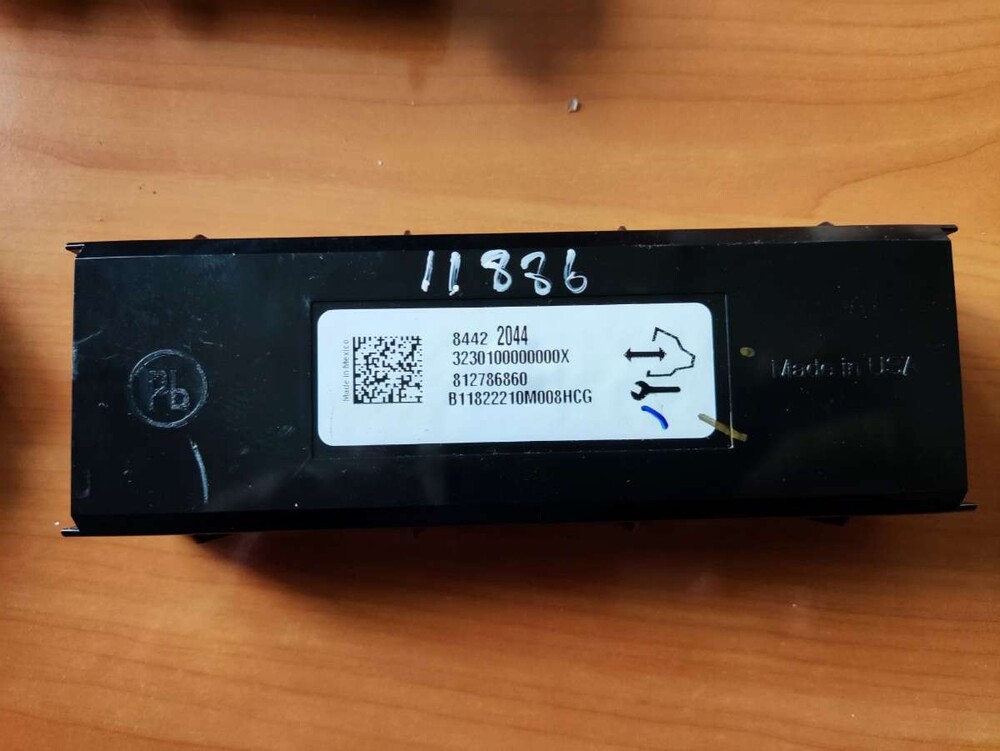 11886
Made in Mexico
8442 2044
3230100000000X
812786860
B11822210M008HCG
Pb
Made in USA